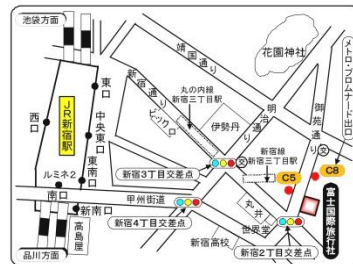 池袋方面
靖国通り
花園神社
メトロ・プロムナード出口
新宿通り
丸の内線
新宿三丁目駅
明治通り
御苑通り
東口
中央東口
JR新宿駅
西口
ビックロ
伊勢丹
新宿線
新宿三丁目駅
文
文
東南口
C5
C8
ルミネ2
新宿3丁目交差点
南口
甲州街道
丸井
富士国際旅行社
新南口
新宿4丁目交差点
世界堂
高島屋
品川方面
新宿高校
新宿2丁目交差点